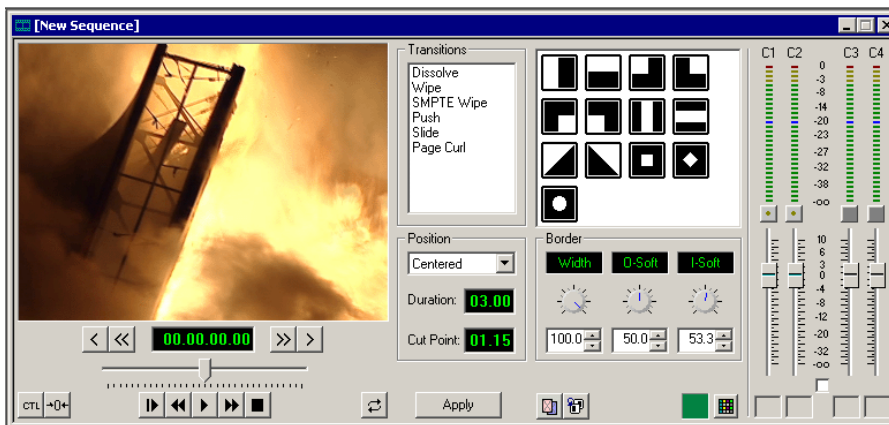 [New Sequence]
Transitions
Dissolve
Wipe
SMPTE Wipe
Push
Slide
Page Curl
Position
Centered
Duration: 03.00
Cut Point: 01.15
Border
Width O-Soft I-Soft
100.0 50.0 53.3
C1 C2 C3 C4
0
-3
-8
-14
-20
-23
-27
-32
-38
-oo
10
6
3
0
-4
-8
-12
-20
-32
-oo
< << 00.00.00.00 >> >
CTL →0←
Apply